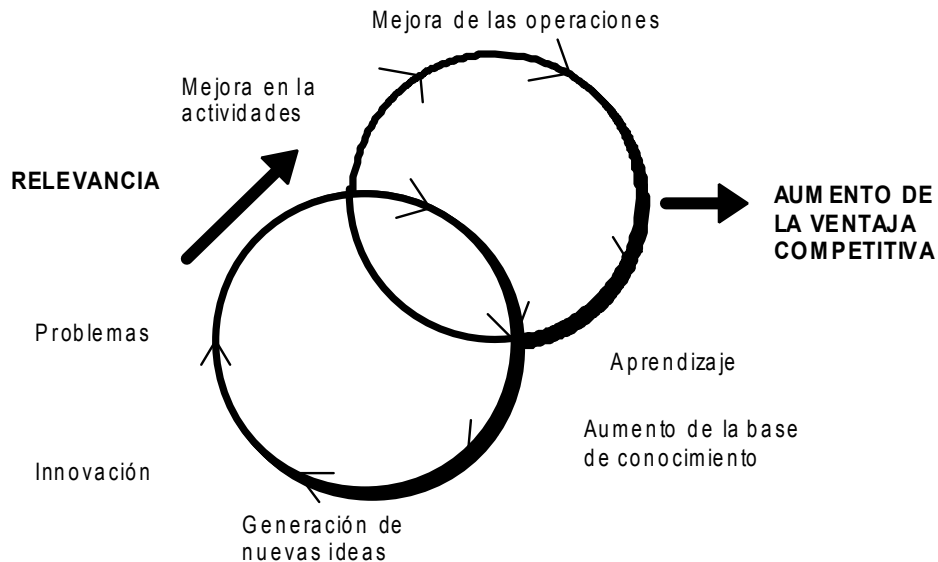 Mejora de las operaciones
Mejora en la
actividades
RELEVANCIA
AUMENTO DE
LA VENTAJA
COMPETITIVA
Problemas
Aprendizaje
Aumento de la base
de conocimiento
Innovación
Generación de
nuevas ideas